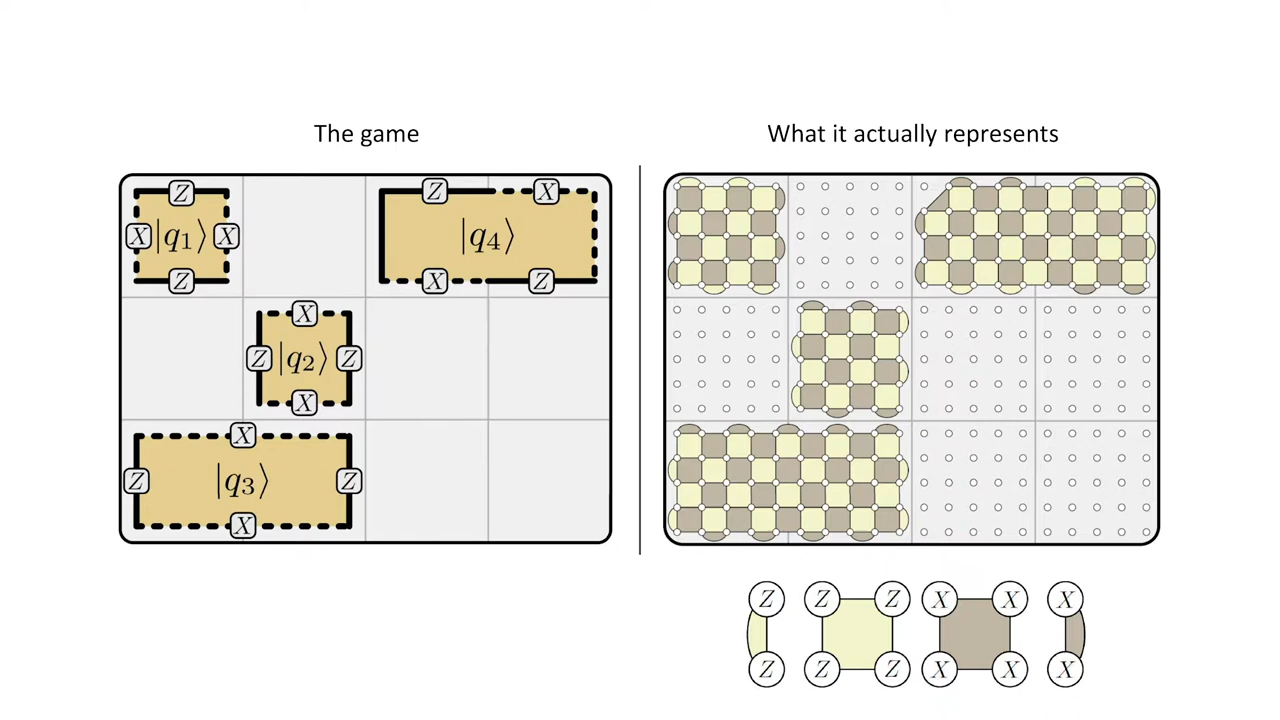 The game
What it actually represents
Z
Z
X
X |q₁⟩ X
|q₄⟩
Z
X
Z
X
Z |q₂⟩ Z
X
X
Z |q₃⟩ Z
X
Z Z Z X X X
Z Z Z X X X